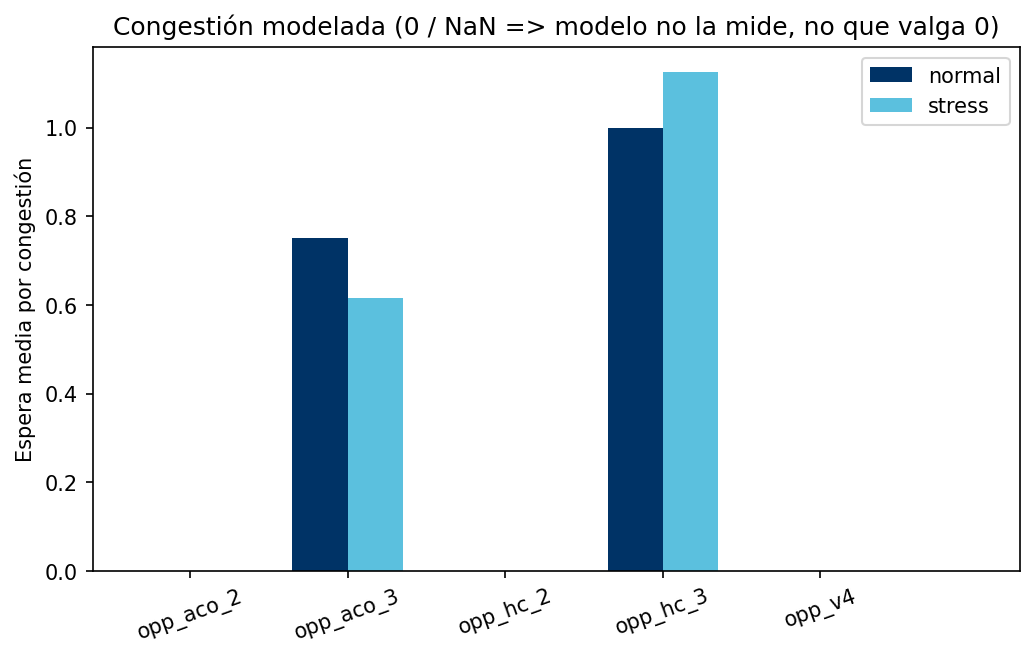 Congestión modelada (0 / NaN => modelo no la mide, no que valga 0)
normal
stress
Espera media por congestión
1.0
0.8
0.6
0.4
0.2
0.0
opp_aco_2
opp_aco_3
opp_hc_2
opp_hc_3
opp_v4